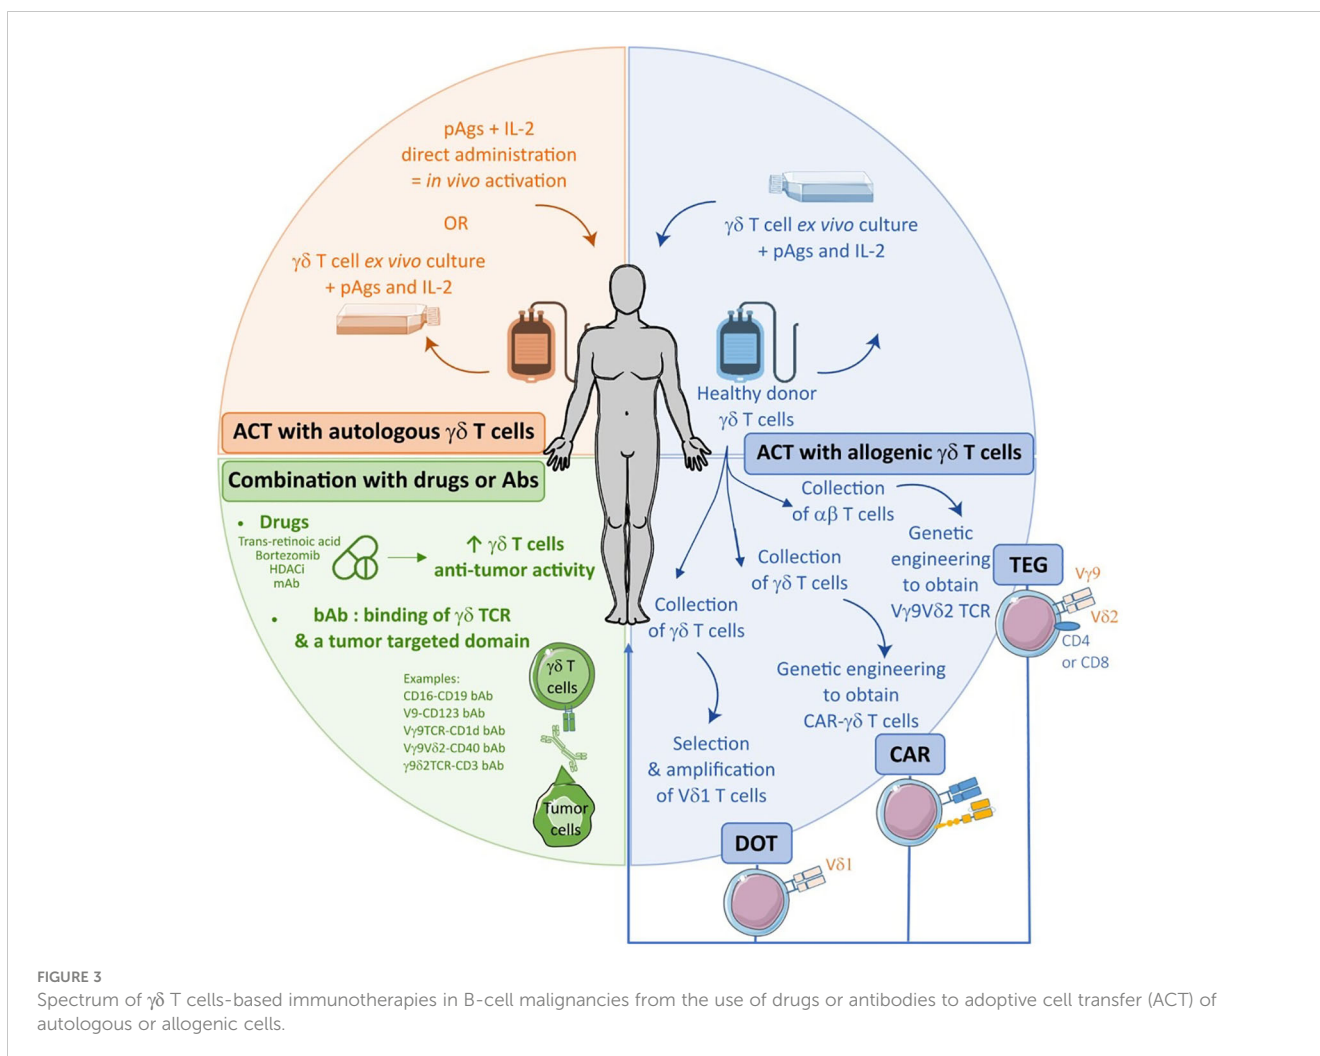 pAgs + IL-2
direct administration
= in vivo activation
OR
γδ T cell ex vivo culture
+ pAgs and IL-2
ACT with autologous γδ T cells
γδ T cell ex vivo culture
+ pAgs and IL-2
Healthy donor
γδ T cells
ACT with allogenic γδ T cells
Combination with drugs or Abs
• Drugs
Trans-retinoic acid
Bortezomib
HDACi
mAb
↑ γδ T cells
anti-tumor activity
• bAb : binding of γδ TCR
& a tumor targeted domain
Examples:
CD16-CD19 bAb
V9-CD123 bAb
Vγ9TCR-CD1d bAb
Vγ9Vδ2-CD40 bAb
γ9δ2TCR-CD3 bAb
γδ T
cells
Tumor
cells
Collection
of αβ T cells
Genetic
engineering
to obtain
Vγ9Vδ2 TCR
TEG
Vγ9
Vδ2
CD4
or CD8
Collection
of γδ T cells
Genetic engineering
to obtain
CAR-γδ T cells
CAR
Collection
of γδ T cells
Selection
& amplification
of Vδ1 T cells
DOT
Vδ1
FIGURE 3
Spectrum of γδ T cells-based immunotherapies in B-cell malignancies from the use of drugs or antibodies to adoptive cell transfer (ACT) of
autologous or allogenic cells.